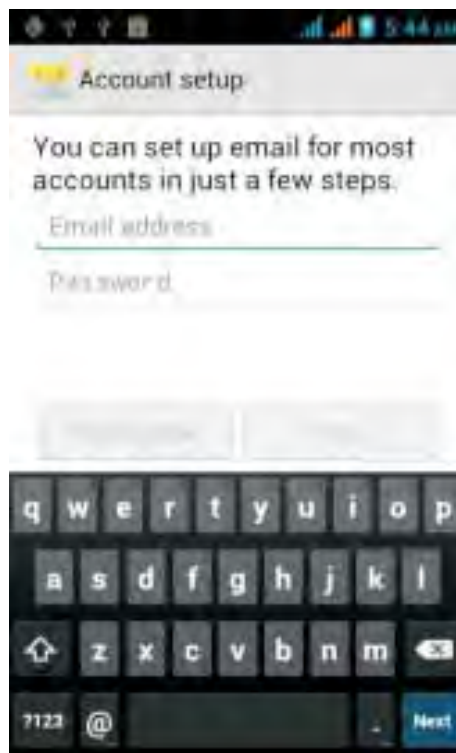 5:44 AM
Account setup
You can set up email for most
accounts in just a few steps.
Email address
Password
q w e r t y u i o p
a s d f g h j k l
z x c v b n m
?123 @ . Next